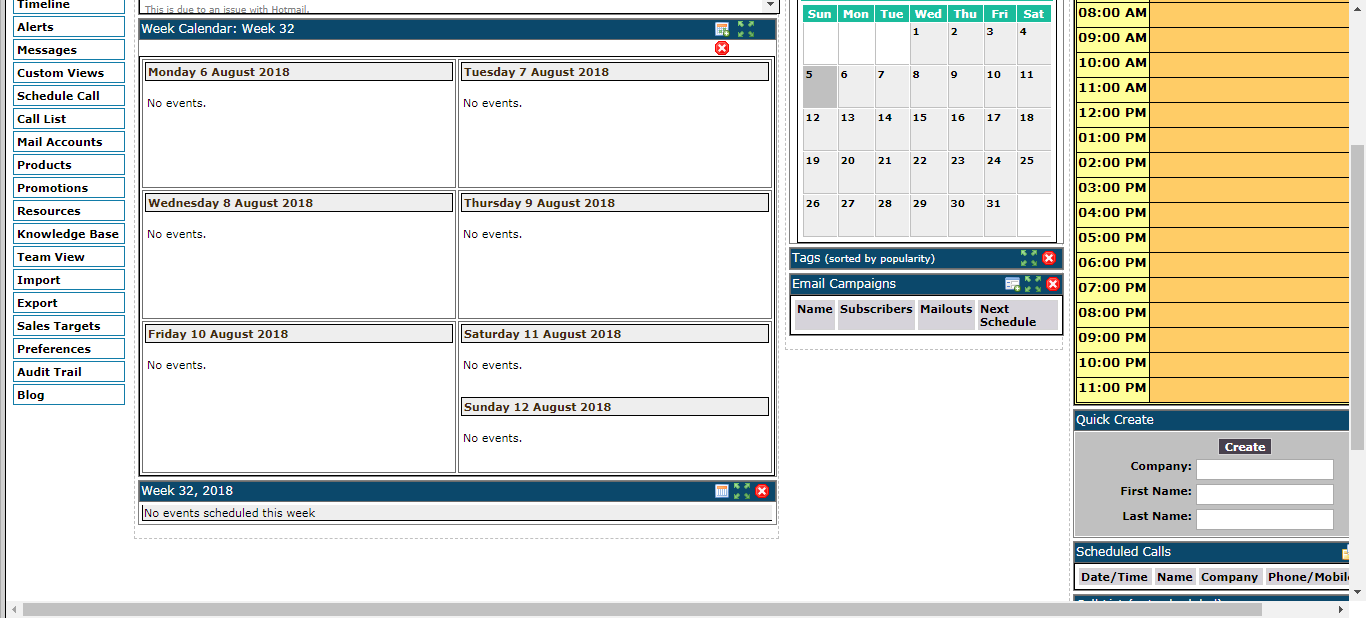 Timeline
Alerts
Messages
Custom Views
Schedule Call
Call List
Mail Accounts
Products
Promotions
Resources
Knowledge Base
Team View
Import
Export
Sales Targets
Preferences
Audit Trail
Blog
This is due to an issue with Hotmail.
Week Calendar: Week 32
Monday 6 August 2018
No events.
Tuesday 7 August 2018
No events.
Wednesday 8 August 2018
No events.
Thursday 9 August 2018
No events.
Friday 10 August 2018
No events.
Saturday 11 August 2018
No events.
Sunday 12 August 2018
No events.
Week 32, 2018
No events scheduled this week
Sun Mon Tue Wed Thu Fri Sat
1 2 3 4
5 6 7 8 9 10 11
12 13 14 15 16 17 18
19 20 21 22 23 24 25
26 27 28 29 30 31
Tags (sorted by popularity)
Email Campaigns
Name Subscribers Mailouts Next Schedule
08:00 AM
09:00 AM
10:00 AM
11:00 AM
12:00 PM
01:00 PM
02:00 PM
03:00 PM
04:00 PM
05:00 PM
06:00 PM
07:00 PM
08:00 PM
09:00 PM
10:00 PM
11:00 PM
Quick Create
Create
Company:
First Name:
Last Name:
Scheduled Calls
Date/Time Name Company Phone/Mobil